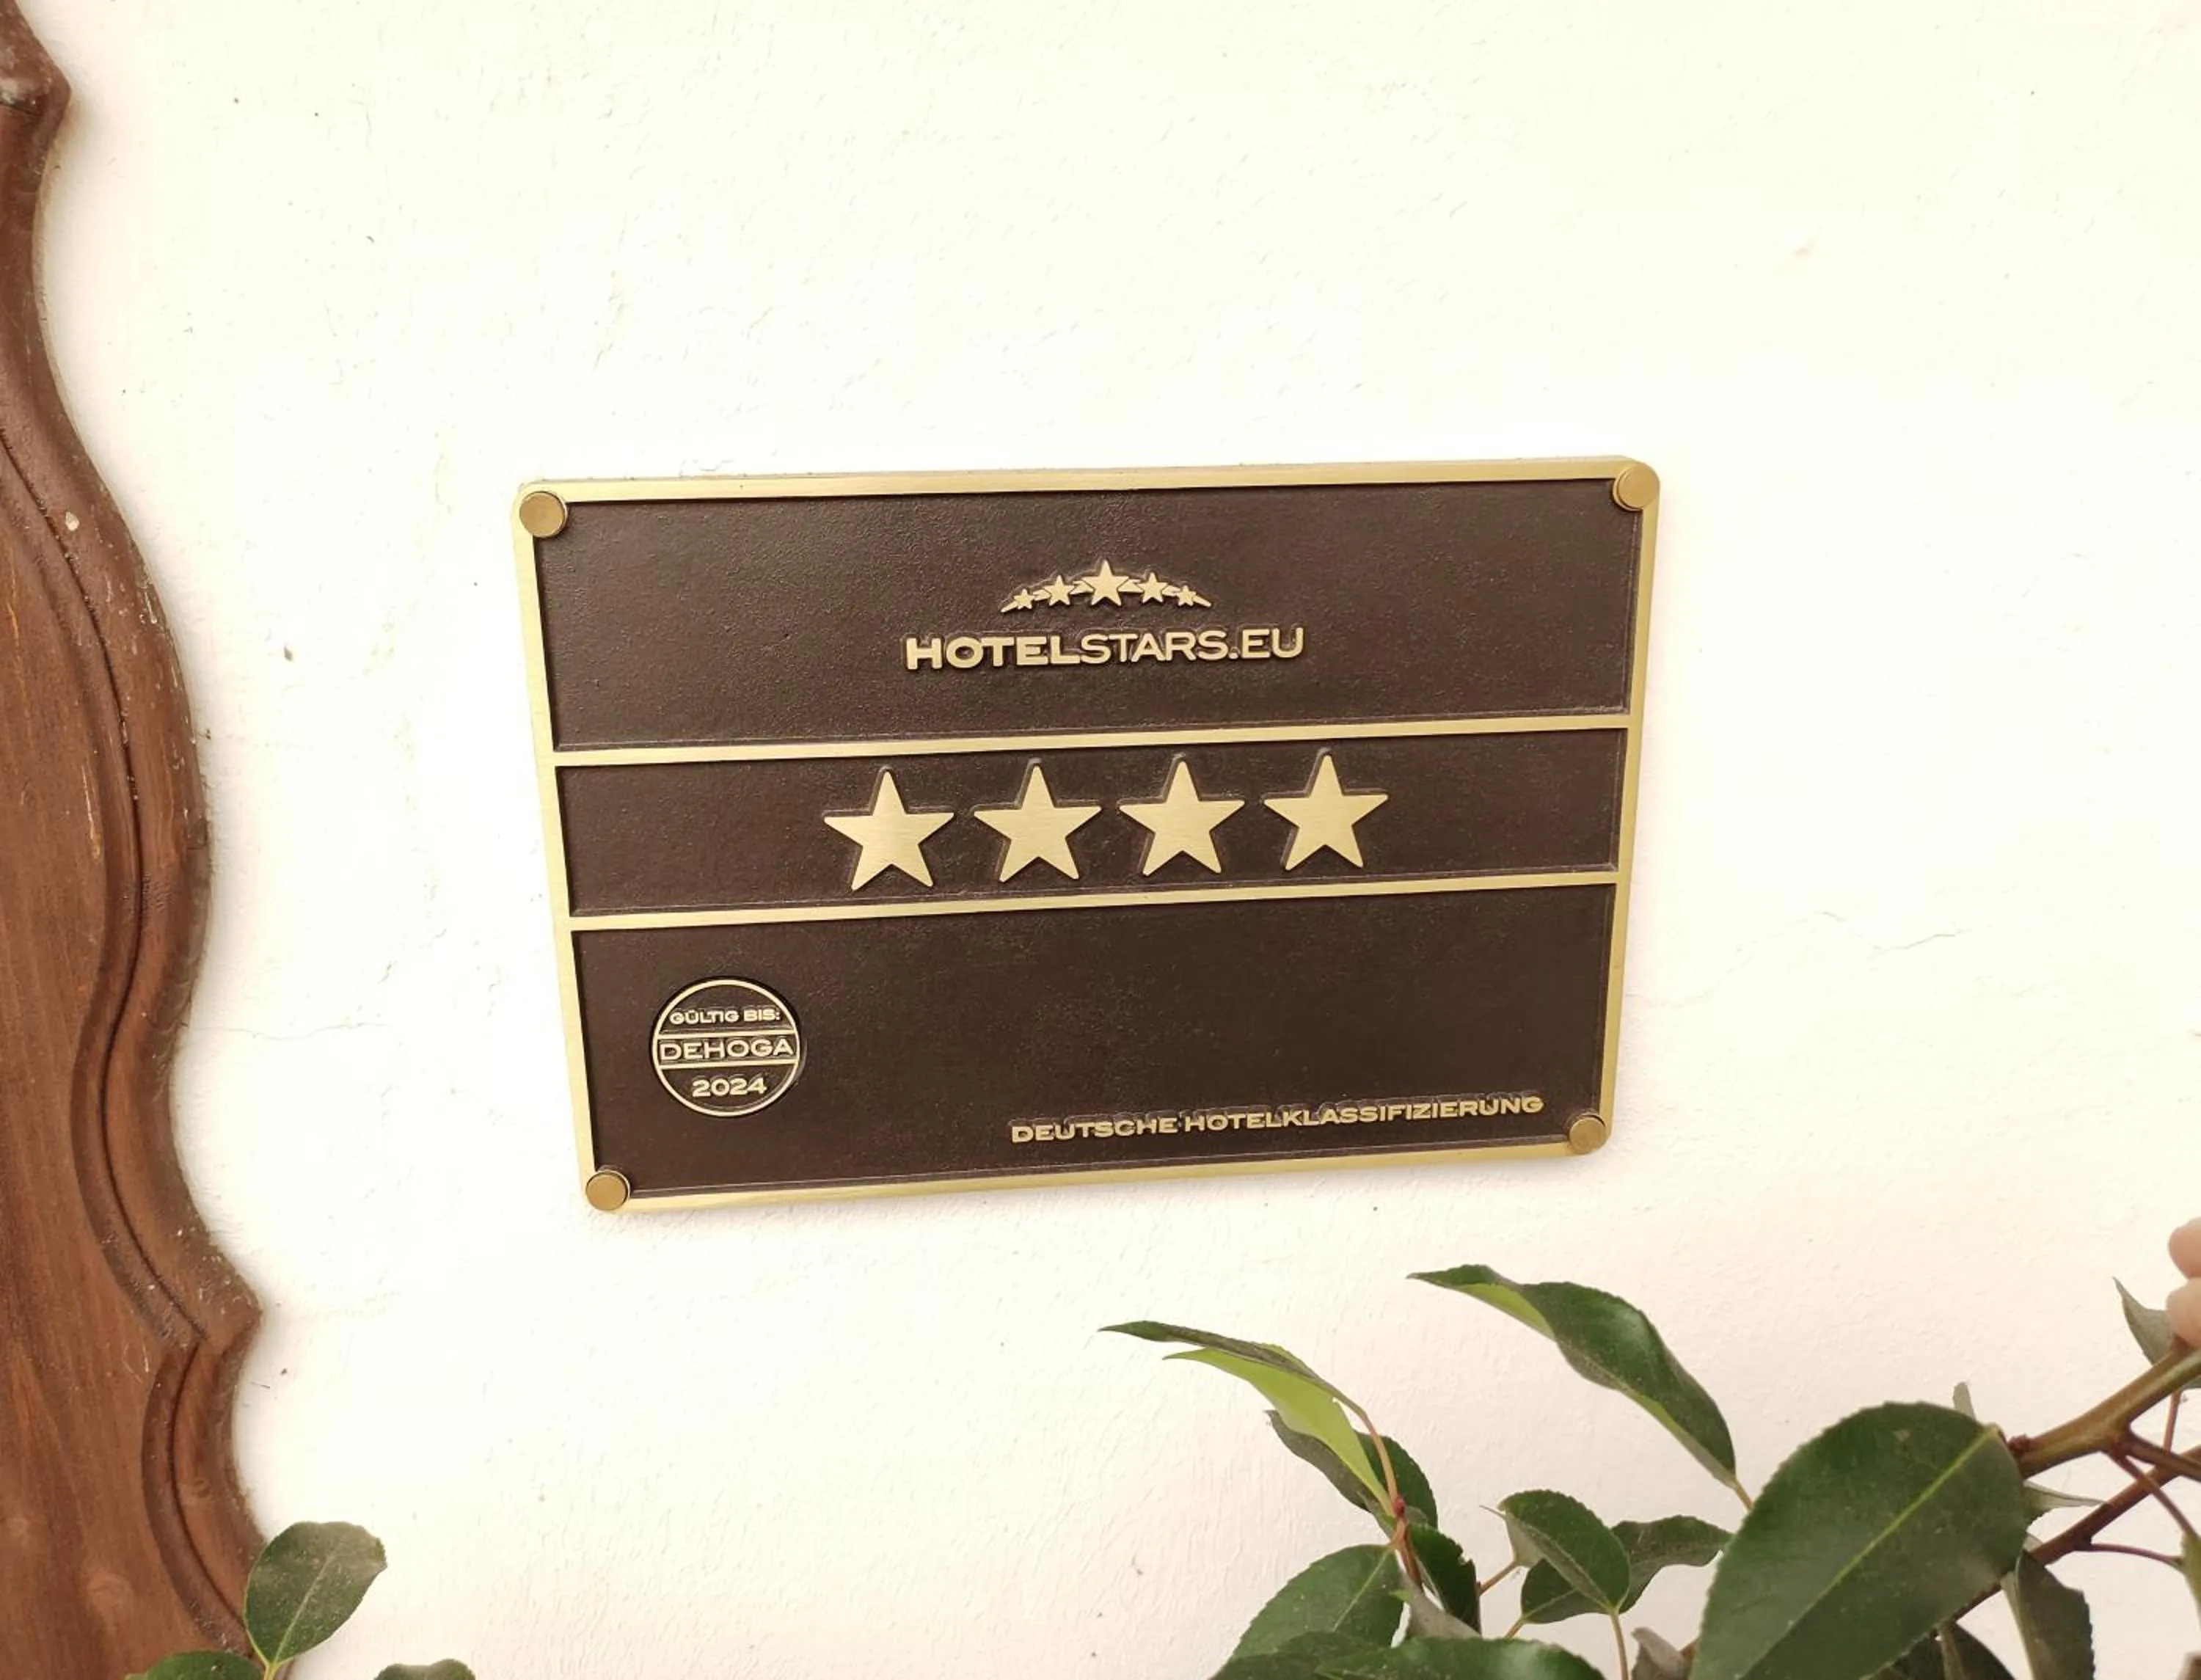 HOTELSTARS.EU
GÜLTIG BIS:
DEHOGA
2024
DEUTSCHE HOTELKLASSIFIZIERUNG